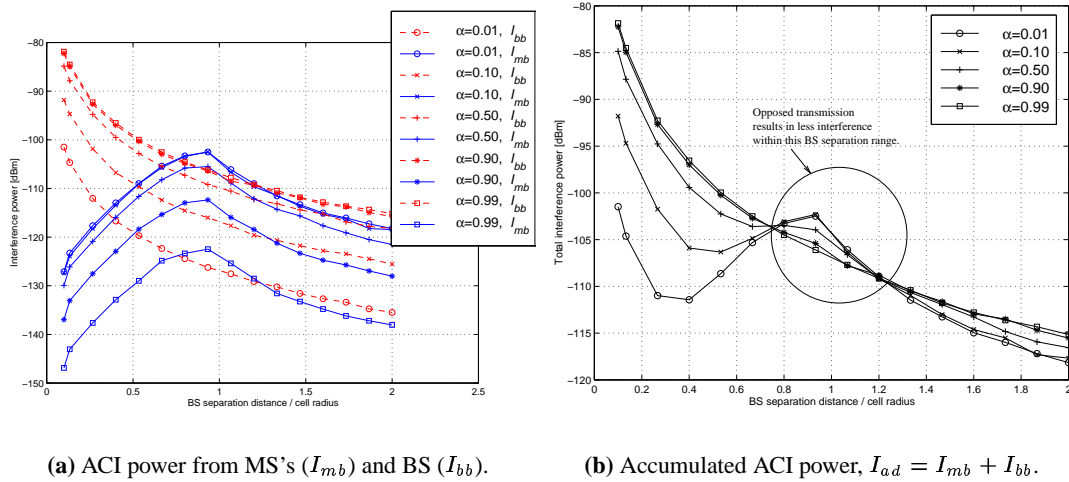 α=0.01, I_bb
α=0.01, I_mb
α=0.10, I_bb
α=0.10, I_mb
α=0.50, I_bb
α=0.50, I_mb
α=0.90, I_bb
α=0.90, I_mb
α=0.99, I_bb
α=0.99, I_mb
−80
−90
−100
−110
−120
−130
−140
−150
Interference power [dBm]
0
0.5
1
1.5
2.0
2.5
BS separation distance / cell radius
(a) ACI power from MS's (I_mb) and BS (I_bb).
α=0.01
α=0.10
α=0.50
α=0.90
α=0.99
Opposed transmission
results in less interference
within this BS separation range.
−80
−85
−90
−95
−100
−105
−110
−115
−120
Total interference power [dBm]
0
0.2
0.4
0.6
0.8
1
1.2
1.4
1.6
1.8
2
BS separation distance / cell radius
(b) Accumulated ACI power, I_ad = I_mb + I_bb.